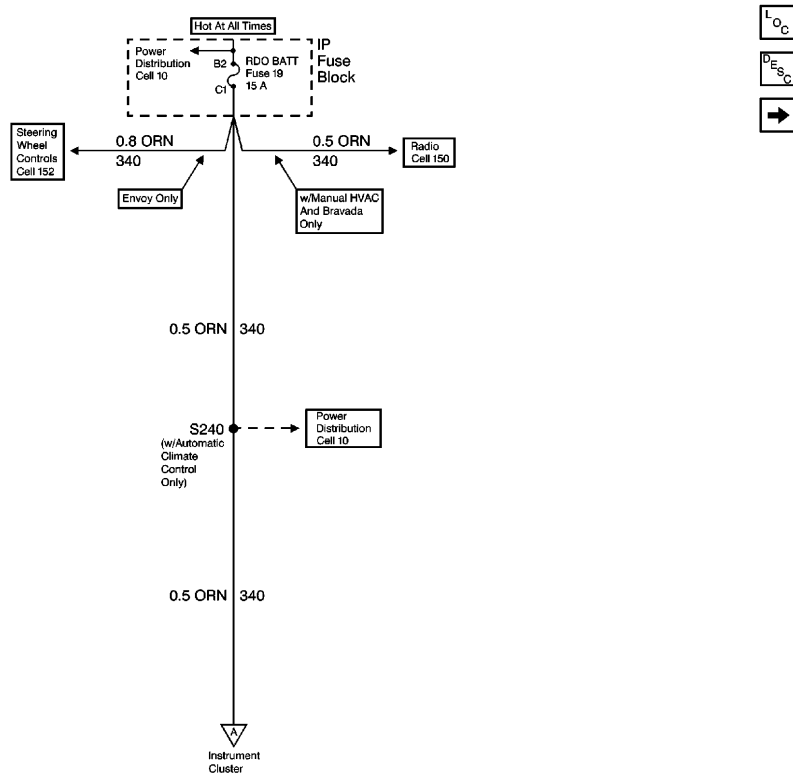 Hot At All Times
IP
Fuse
Block
Power
Distribution
Cell 10
B2
C1
RDO BATT
Fuse 19
15 A
Steering
Wheel
Controls
Cell 152
0.8 ORN
340
0.5 ORN
340
Radio
Cell 150
Envoy Only
w/Manual HVAC
And Bravada
Only
0.5 ORN 340
S240
(w/Automatic
Climate
Control
Only)
Power
Distribution
Cell 10
0.5 ORN 340
A
Instrument
Cluster
LOC
DESC